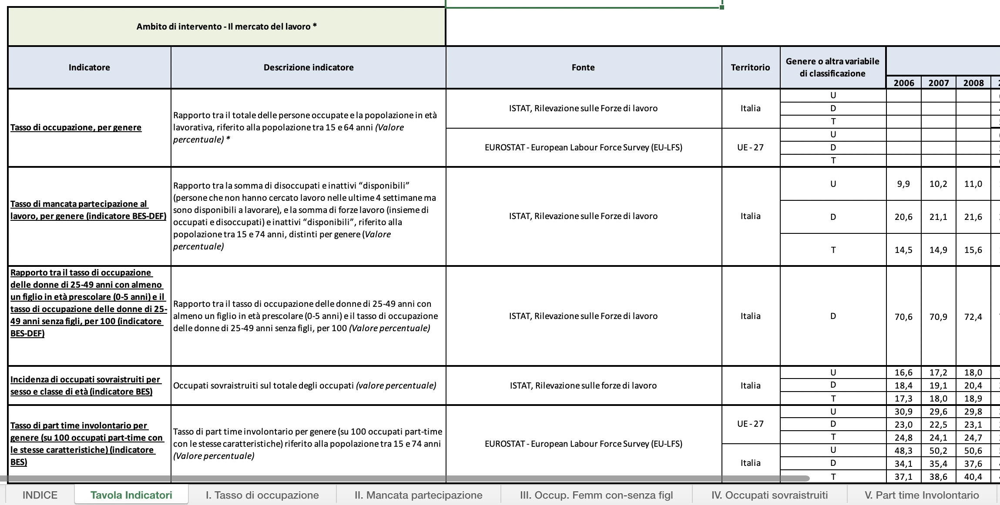 Ambito di intervento - Il mercato del lavoro *
Indicatore
Descrizione indicatore
Fonte
Territorio
Genere o altra variabile
di classificazione
2006 2007 2008
Tasso di occupazione, per genere
Rapporto tra il totale delle persone occupate e la popolazione in età
lavorativa, riferito alla popolazione tra 15 e 64 anni (Valore
percentuale) *
ISTAT, Rilevazione sulle Forze di lavoro
Italia
U
D
T
EUROSTAT - European Labour Force Survey (EU-LFS)
UE - 27
U
D
T
Tasso di mancata partecipazione al
lavoro, per genere (indicatore BES-DEF)
Rapporto tra la somma di disoccupati e inattivi “disponibili”
(persone che non hanno cercato lavoro nelle ultime 4 settimane ma
sono disponibili a lavorare), e la somma di forze lavoro (insieme di
occupati e disoccupati) e inattivi “disponibili”, riferito alla
popolazione tra 15 e 74 anni, distinti per genere (Valore
percentuale)
ISTAT, Rilevazione sulle Forze di lavoro
Italia
U 9,9 10,2 11,0
D 20,6 21,1 21,6
T 14,5 14,9 15,6
Rapporto tra il tasso di occupazione
delle donne di 25-49 anni con almeno
un figlio in età prescolare (0-5 anni) e il
tasso di occupazione delle donne di 25-
49 anni senza figli, per 100 (indicatore
BES-DEF)
Rapporto tra il tasso di occupazione delle donne di 25-49 anni con
almeno un figlio in età prescolare (0-5 anni) e il tasso di occupazione
delle donne di 25-49 anni senza figli, per 100 (Valore percentuale)
ISTAT, Rilevazione sulle Forze di lavoro
Italia
D 70,6 70,9 72,4
Incidenza di occupati sovraistruiti per
sesso e classe di età (indicatore BES)
Occupati sovraistruiti sul totale degli occupati (valore percentuale)
ISTAT, Rilevazione sulle forze di lavoro
Italia
U 16,6 17,2 18,0
D 18,4 19,1 20,4
T 17,3 18,0 18,9
Tasso di part time involontario per
genere (su 100 occupati part-time con
le stesse caratteristiche) (indicatore
BES)
Tasso di part time involontario per genere (su 100 occupati part-time
con le stesse caratteristiche) riferito alla popolazione tra 15 e 74 anni
(Valore percentuale)
EUROSTAT - European Labour Force Survey (EU-LFS)
UE - 27
U 30,9 29,6 29,8
D 23,0 22,5 23,1
T 24,8 24,1 24,7
Italia
U 48,3 50,2 50,6
D 34,1 35,4 37,6
T 37,1 38,6 40,4
INDICE
Tavola Indicatori
I. Tasso di occupazione
II. Mancata partecipazione
III. Occup. Femm con-senza figl
IV. Occupati sovraistruiti
V. Part time Involontario